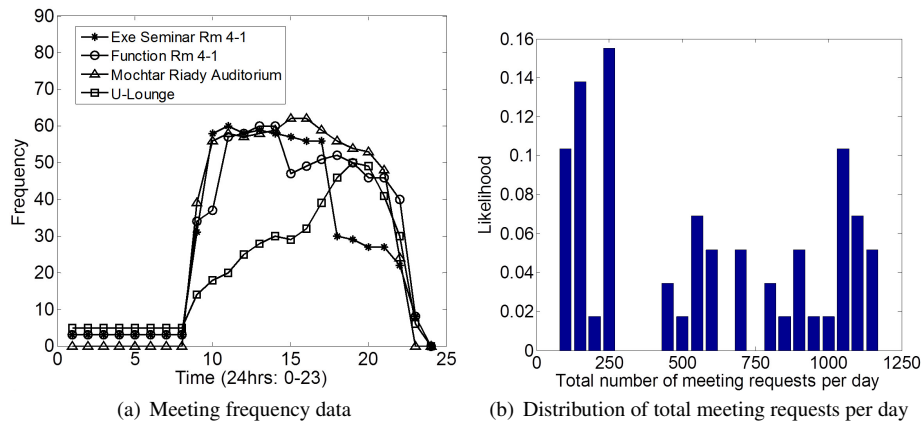 90
80
70
60
50
40
30
20
10
0
Frequency
Exe Seminar Rm 4-1
Function Rm 4-1
Mochtar Riady Auditorium
U-Lounge
0 5 10 15 20 25
Time (24hrs: 0-23)
(a) Meeting frequency data
0.16
0.14
0.12
0.1
0.08
0.06
0.04
0.02
0
Likelihood
0 250 500 750 1000 1250
Total number of meeting requests per day
(b) Distribution of total meeting requests per day